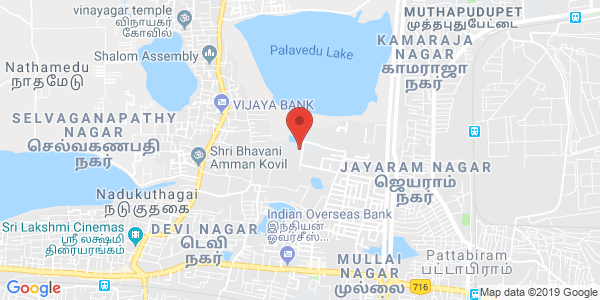 vinayagar temple
விநாயகர்
கோவில்
Palavedu Lake
MUTHAPUDUPET
முத்தபுதுபேட்டை
KAMARAJA
NAGAR
காமராஜா
நகர்
Shalom Assembly
Nathamedu
நாதமேடு
VIJAYA BANK
SELVAGANAPATHY
NAGAR
செல்வகணபதி
நகர்
Shri Bhavani
Amman Kovil
JAYARAM NAGAR
ஜெயராம்
நகர்
Nadukuthagai
நடுகுத்தகை
Sri Lakshmi Cinemas
ஸ்ரீ லக்ஷ்மி
திரையரங்கம்
DEVI NAGAR
டெவி
நகர்
Indian Overseas Bank
இந்தியன்
ஓவர்சீஸ்...
MULLAI
NAGAR
முல்லை
Pattabiram
பட்டாபிராம்
716
Google
Map data ©2019 Google